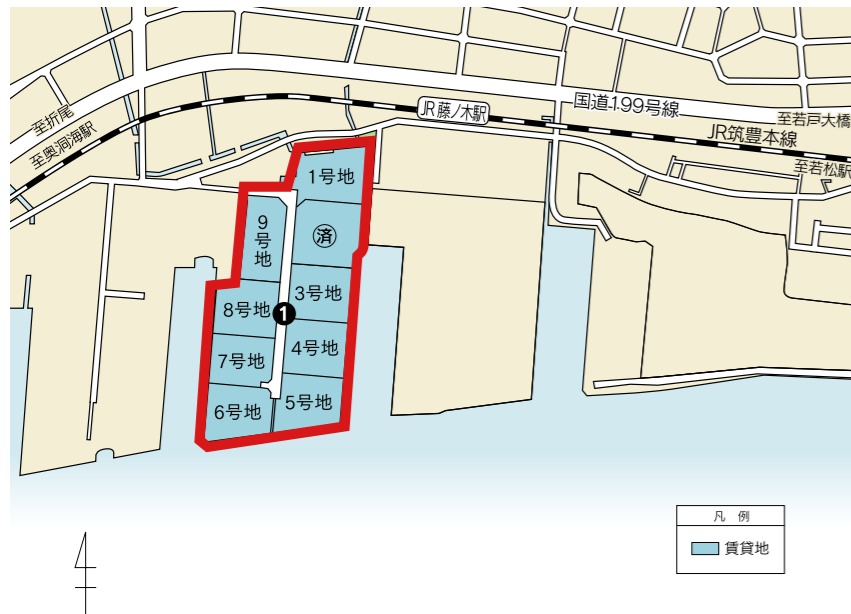 国道199号線
JR藤ノ木駅
至若戸大橋
JR筑豊本線
至若松駅
至折尾
至奥洞海駅
1号地
9号地
済
3号地
8号地
1
4号地
7号地
5号地
6号地
凡 例
賃貸地